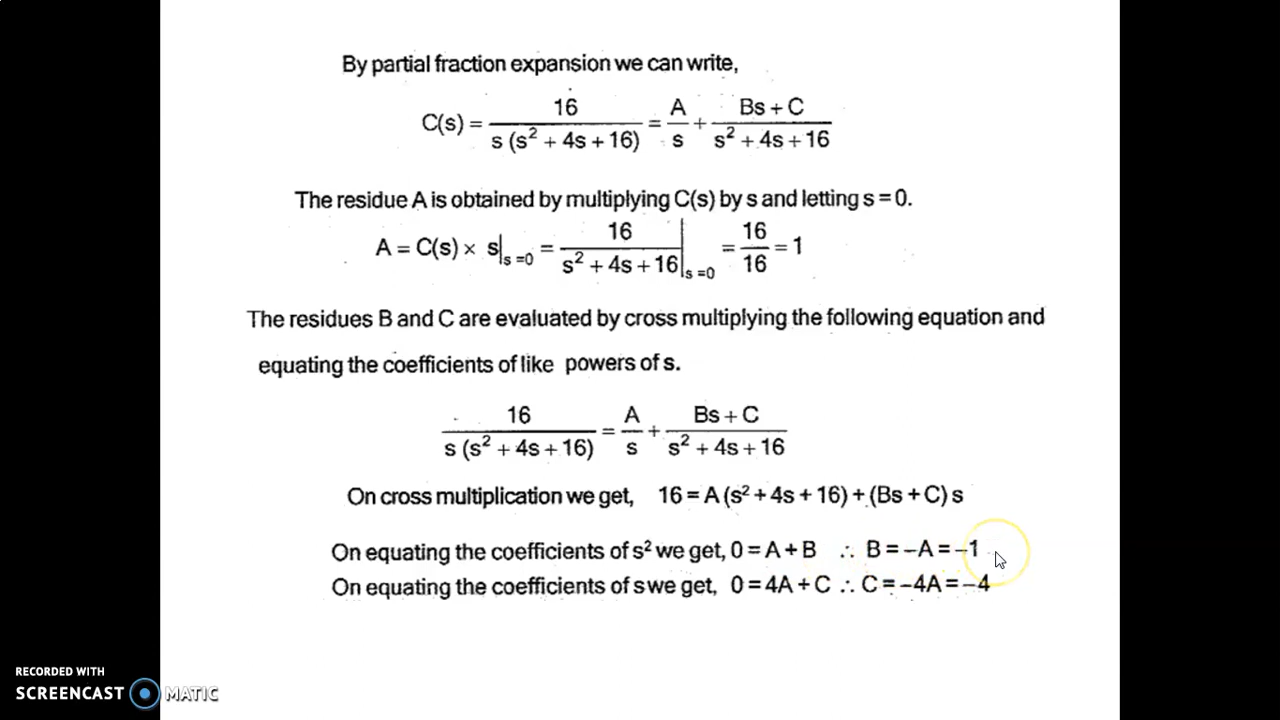 By partial fraction expansion we can write,
C(s) = 16 / s (s² + 4s + 16) = A / s + Bs + C / s² + 4s + 16
The residue A is obtained by multiplying C(s) by s and letting s = 0.
A = C(s) × s|s =0 = 16 / s² + 4s + 16 |s =0 = 16 / 16 = 1
The residues B and C are evaluated by cross multiplying the following equation and
equating the coefficients of like powers of s.
16 / s (s² + 4s + 16) = A / s + Bs + C / s² + 4s + 16
On cross multiplication we get, 16 = A (s² + 4s + 16) + (Bs + C) s
On equating the coefficients of s² we get, 0 = A + B ∴ B = –A = –1
On equating the coefficients of s we get, 0 = 4A + C ∴ C = –4A = –4
RECORDED WITH
SCREENCAST MATIC